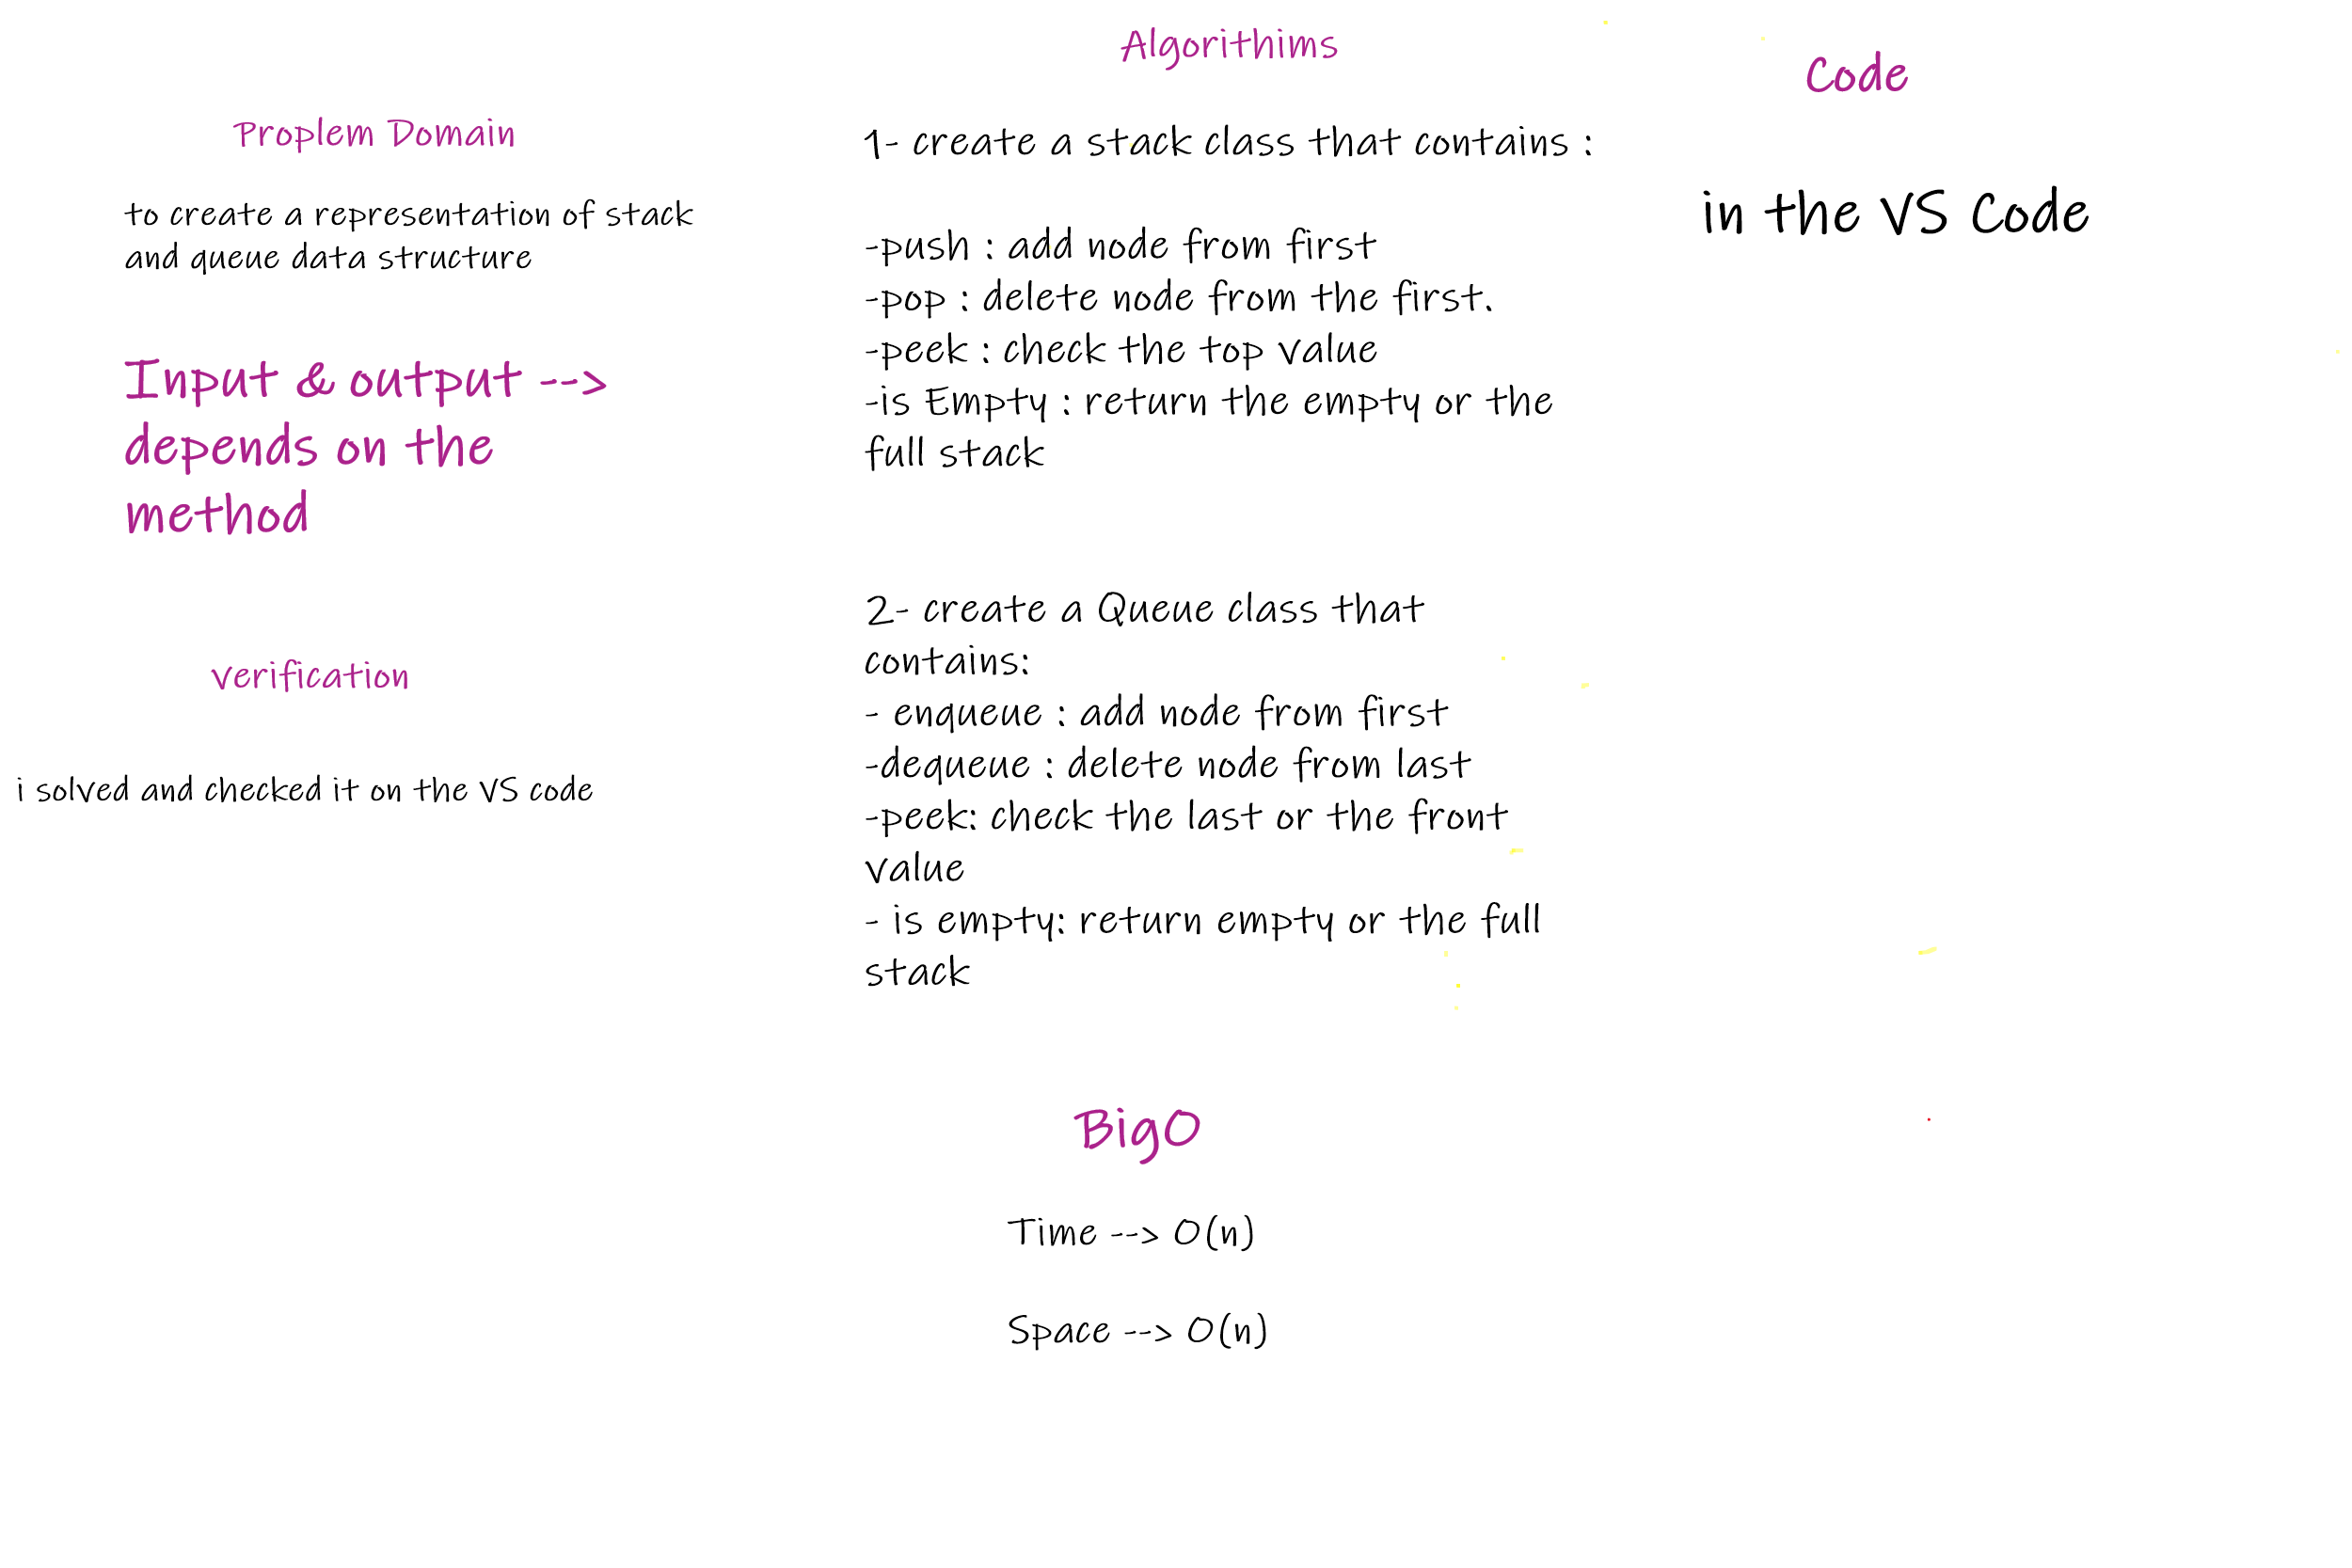 Proplem Domain
to create a representation of stack
and queue data structure
Input & output -->
depends on the
method
verification
i solved and checked it on the VS code
Algorithims
1- create a stack class that contains :
-push : add node from first
-pop : delete node from the first.
-peek : check the top value
-is Empty : return the empty or the
full stack
2- create a Queue class that
contains:
- enqueue : add node from first
-dequeue : delete node from last
-peek: check the last or the front
value
- is empty: return empty or the full
stack
BigO
Time --> O(n)
Space --> O(n)
Code
in the VS Code